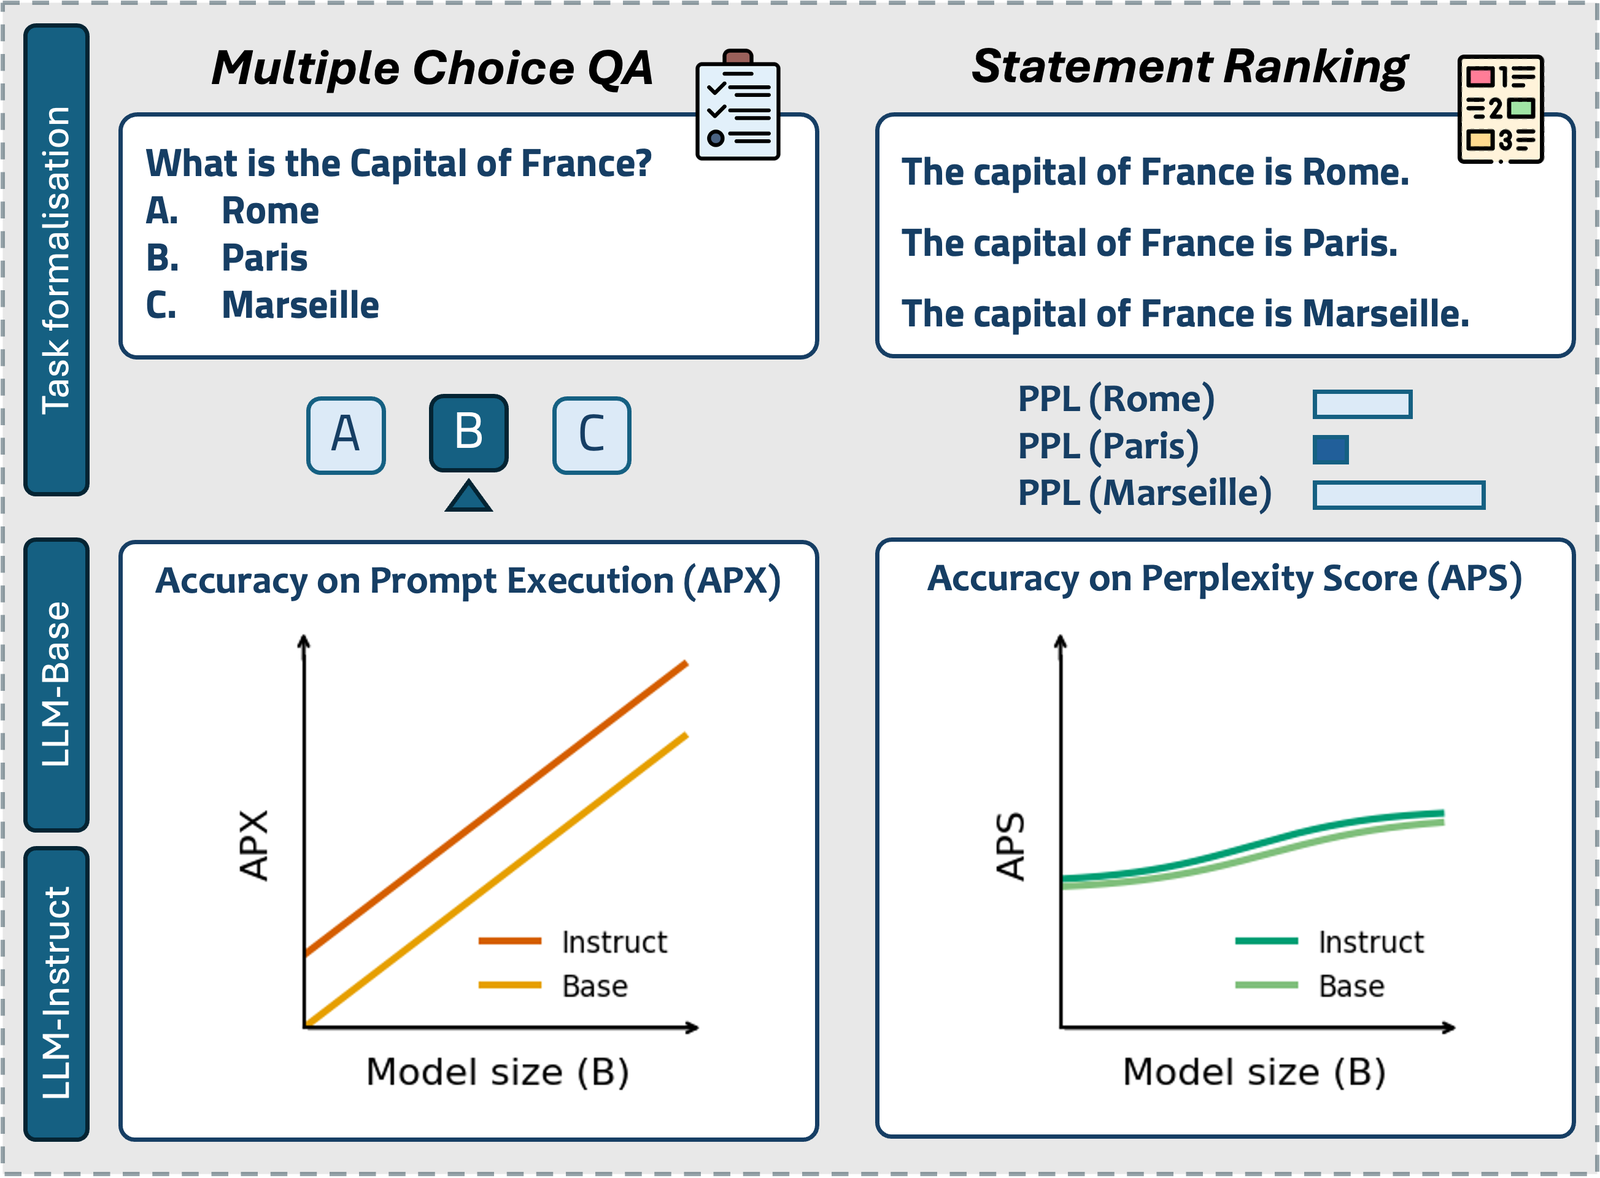 Task formalisation
Multiple Choice QA
What is the Capital of France?
A. Rome
B. Paris
C. Marseille
A B C
Statement Ranking
1
2
3
The capital of France is Rome.
The capital of France is Paris.
The capital of France is Marseille.
PPL (Rome)
PPL (Paris)
PPL (Marseille)
LLM-Base
LLM-Instruct
Accuracy on Prompt Execution (APX)
APX
Instruct
Base
Model size (B)
Accuracy on Perplexity Score (APS)
APS
Instruct
Base
Model size (B)